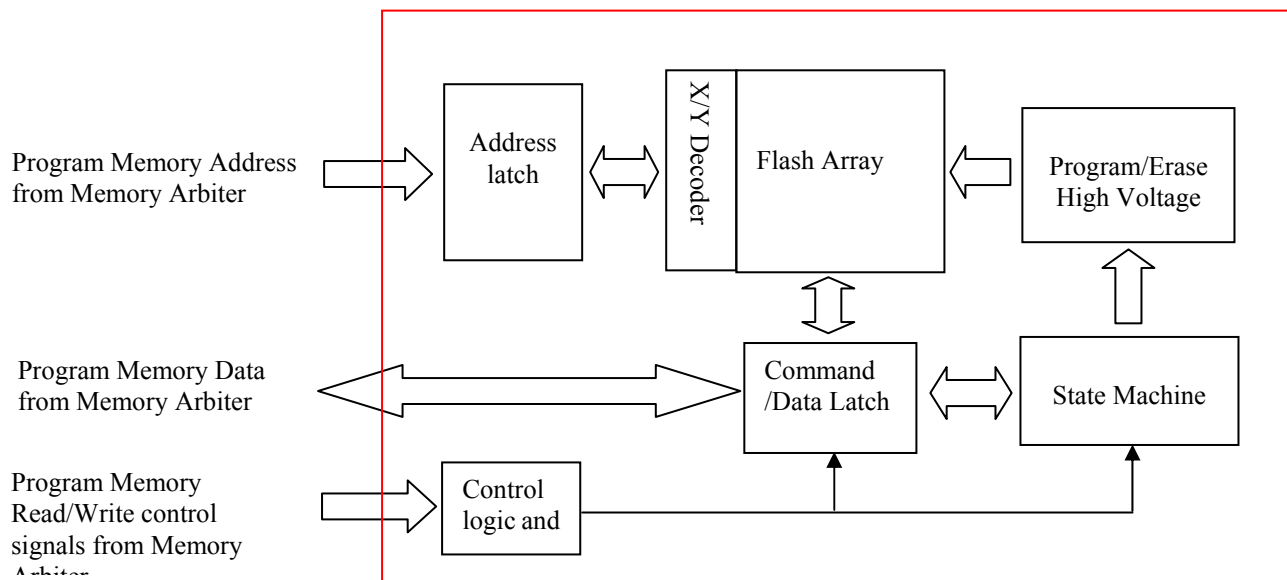 Program Memory Address
from Memory Arbiter
Address
latch
X/Y Decoder
Flash Array
Program/Erase
High Voltage
Program Memory Data
from Memory Arbiter
Command
/Data Latch
State Machine
Program Memory
Read/Write control
signals from Memory
Arbiter
Control
logic and